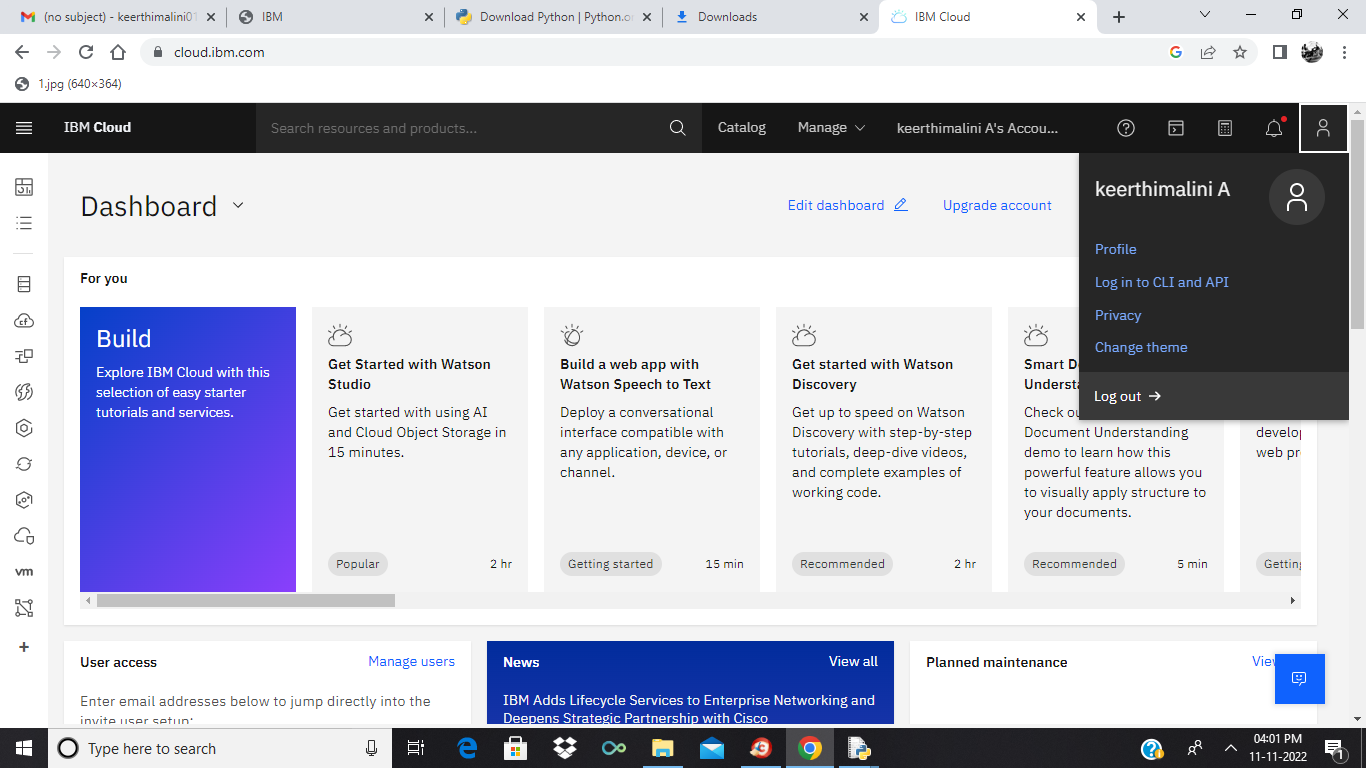 (no subject) - keerthimalini01
IBM
Download Python | Python.or
Downloads
IBM Cloud
cloud.ibm.com
1.jpg (640×364)
IBM Cloud
Search resources and products...
Catalog
Manage
keerthimalini A's Accou...
Dashboard
Edit dashboard
Upgrade account
keerthimalini A
Profile
Log in to CLI and API
Privacy
Change theme
Log out
For you
Build
Explore IBM Cloud with this
selection of easy starter
tutorials and services.
Get Started with Watson
Studio
Get started with using AI
and Cloud Object Storage in
15 minutes.
Popular
2 hr
Build a web app with
Watson Speech to Text
Deploy a conversational
interface compatible with
any application, device, or
channel.
Getting started
15 min
Get started with Watson
Discovery
Get up to speed on Watson
Discovery with step-by-step
tutorials, deep-dive videos,
and complete examples of
working code.
Recommended
2 hr
Smart D
Understa
Check ou
Document Understanding
demo to learn how this
powerful feature allows you
to visually apply structure to
your documents.
Recommended
5 min
develop
web pr
Getting
vm
User access
Manage users
Enter email addresses below to jump directly into the
invite user setup:
News
View all
IBM Adds Lifecycle Services to Enterprise Networking and
Deepens Strategic Partnership with Cisco
Planned maintenance
View
Type here to search
04:01 PM
11-11-2022
1